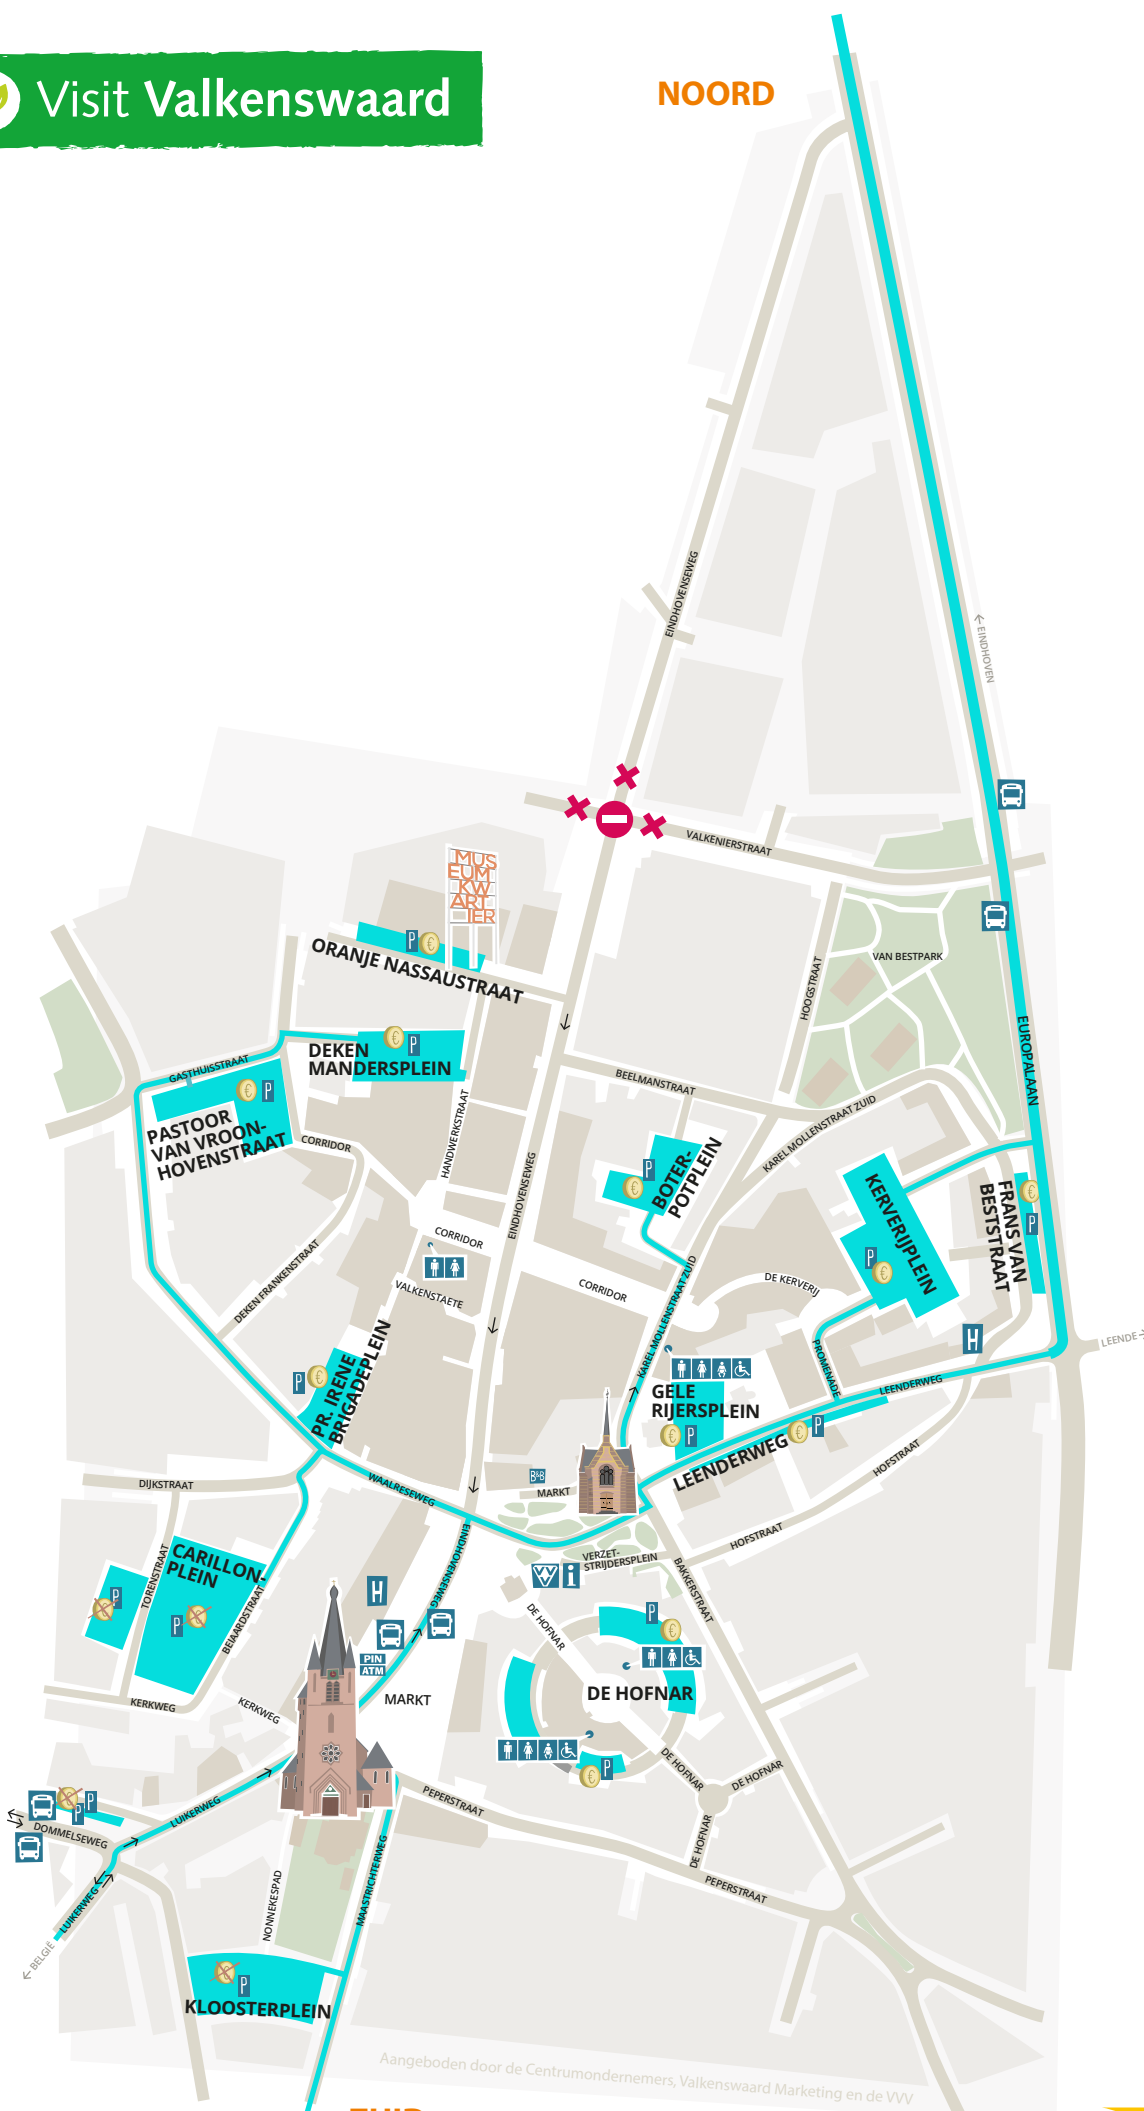 Visit Valkenswaard
NOORD
EINDHOVENSEWEG
← EINDHOVEN
VALKENIERSTRAAT
MUS
EUM
KW
ART
IER
P €
ORANJE NASSAUSTRAAT
HOOGSTRAAT
VAN BESTPARK
EUROPALAAN
€ P
DEKEN
MANDERSPLEIN
GASTHUISSTRAAT
€ P
PASTOOR
VAN VROON-
HOVENSTRAAT
CORRIDOR
HANDWERKSTRAAT
EINDHOVENSEWEG
BEELMANSTRAAT
KAREL MOLLENSTRAAT ZUID
P
€
BOTER-
POTPLEIN
KERVERIJPLEIN
P €
FRANS VAN
BESTSTRAAT
€
P
CORRIDOR
VALKENSTAETE
DEKEN FRANKENSTRAAT
CORRIDOR
KAREL MOLLENSTRAAT ZUID
DE KERVERIJ
PROMENADE
H
LEENDE →
LEENDERWEG
P €
PR. IRENE
BRIGADEPLEIN
GELE
RIJERSPLEIN
€ P
LEENDERWEG
€ P
HOFSTRAAT
DIJKSTRAAT
WAALRESEWEG
B&B
MARKT
HOFSTRAAT
VERZET-
STRIJDERSPLEIN
BAKKERSTRAAT
VVV i
EINDHOVENSEWEG
TORENSTRAAT
CARILLON-
PLEIN
P
€
P €
BEIAARDSTRAAT
H
PIN
ATM
MARKT
DE HOFNAR
P
€
DE HOFNAR
KERKWEG
KERKWEG
€ P
DE HOFNAR
DE HOFNAR
DE HOFNAR
€ P
P
DOMMELSEWEG
LUIKERWEG
LUIKERWEG
← BELGIË
PEPERSTRAAT
PEPERSTRAAT
MAASTRICHTERWEG
NONNEKESPAD
€ P
KLOOSTERPLEIN
Aangeboden door de Centrumondernemers, Valkenswaard Marketing en de VVV
ZUID